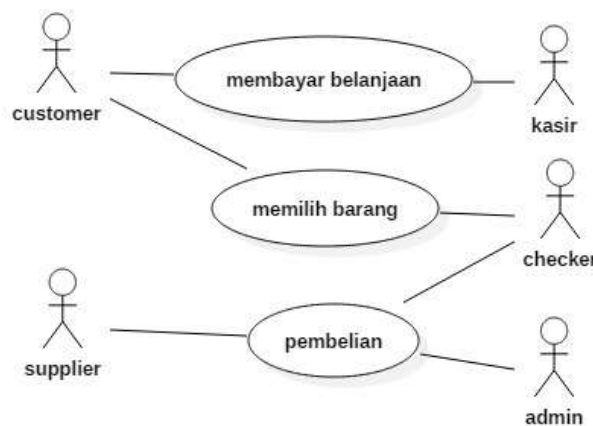 membayar belanjaan
customer
kasir
memilih barang
checker
pembelian
supplier
admin